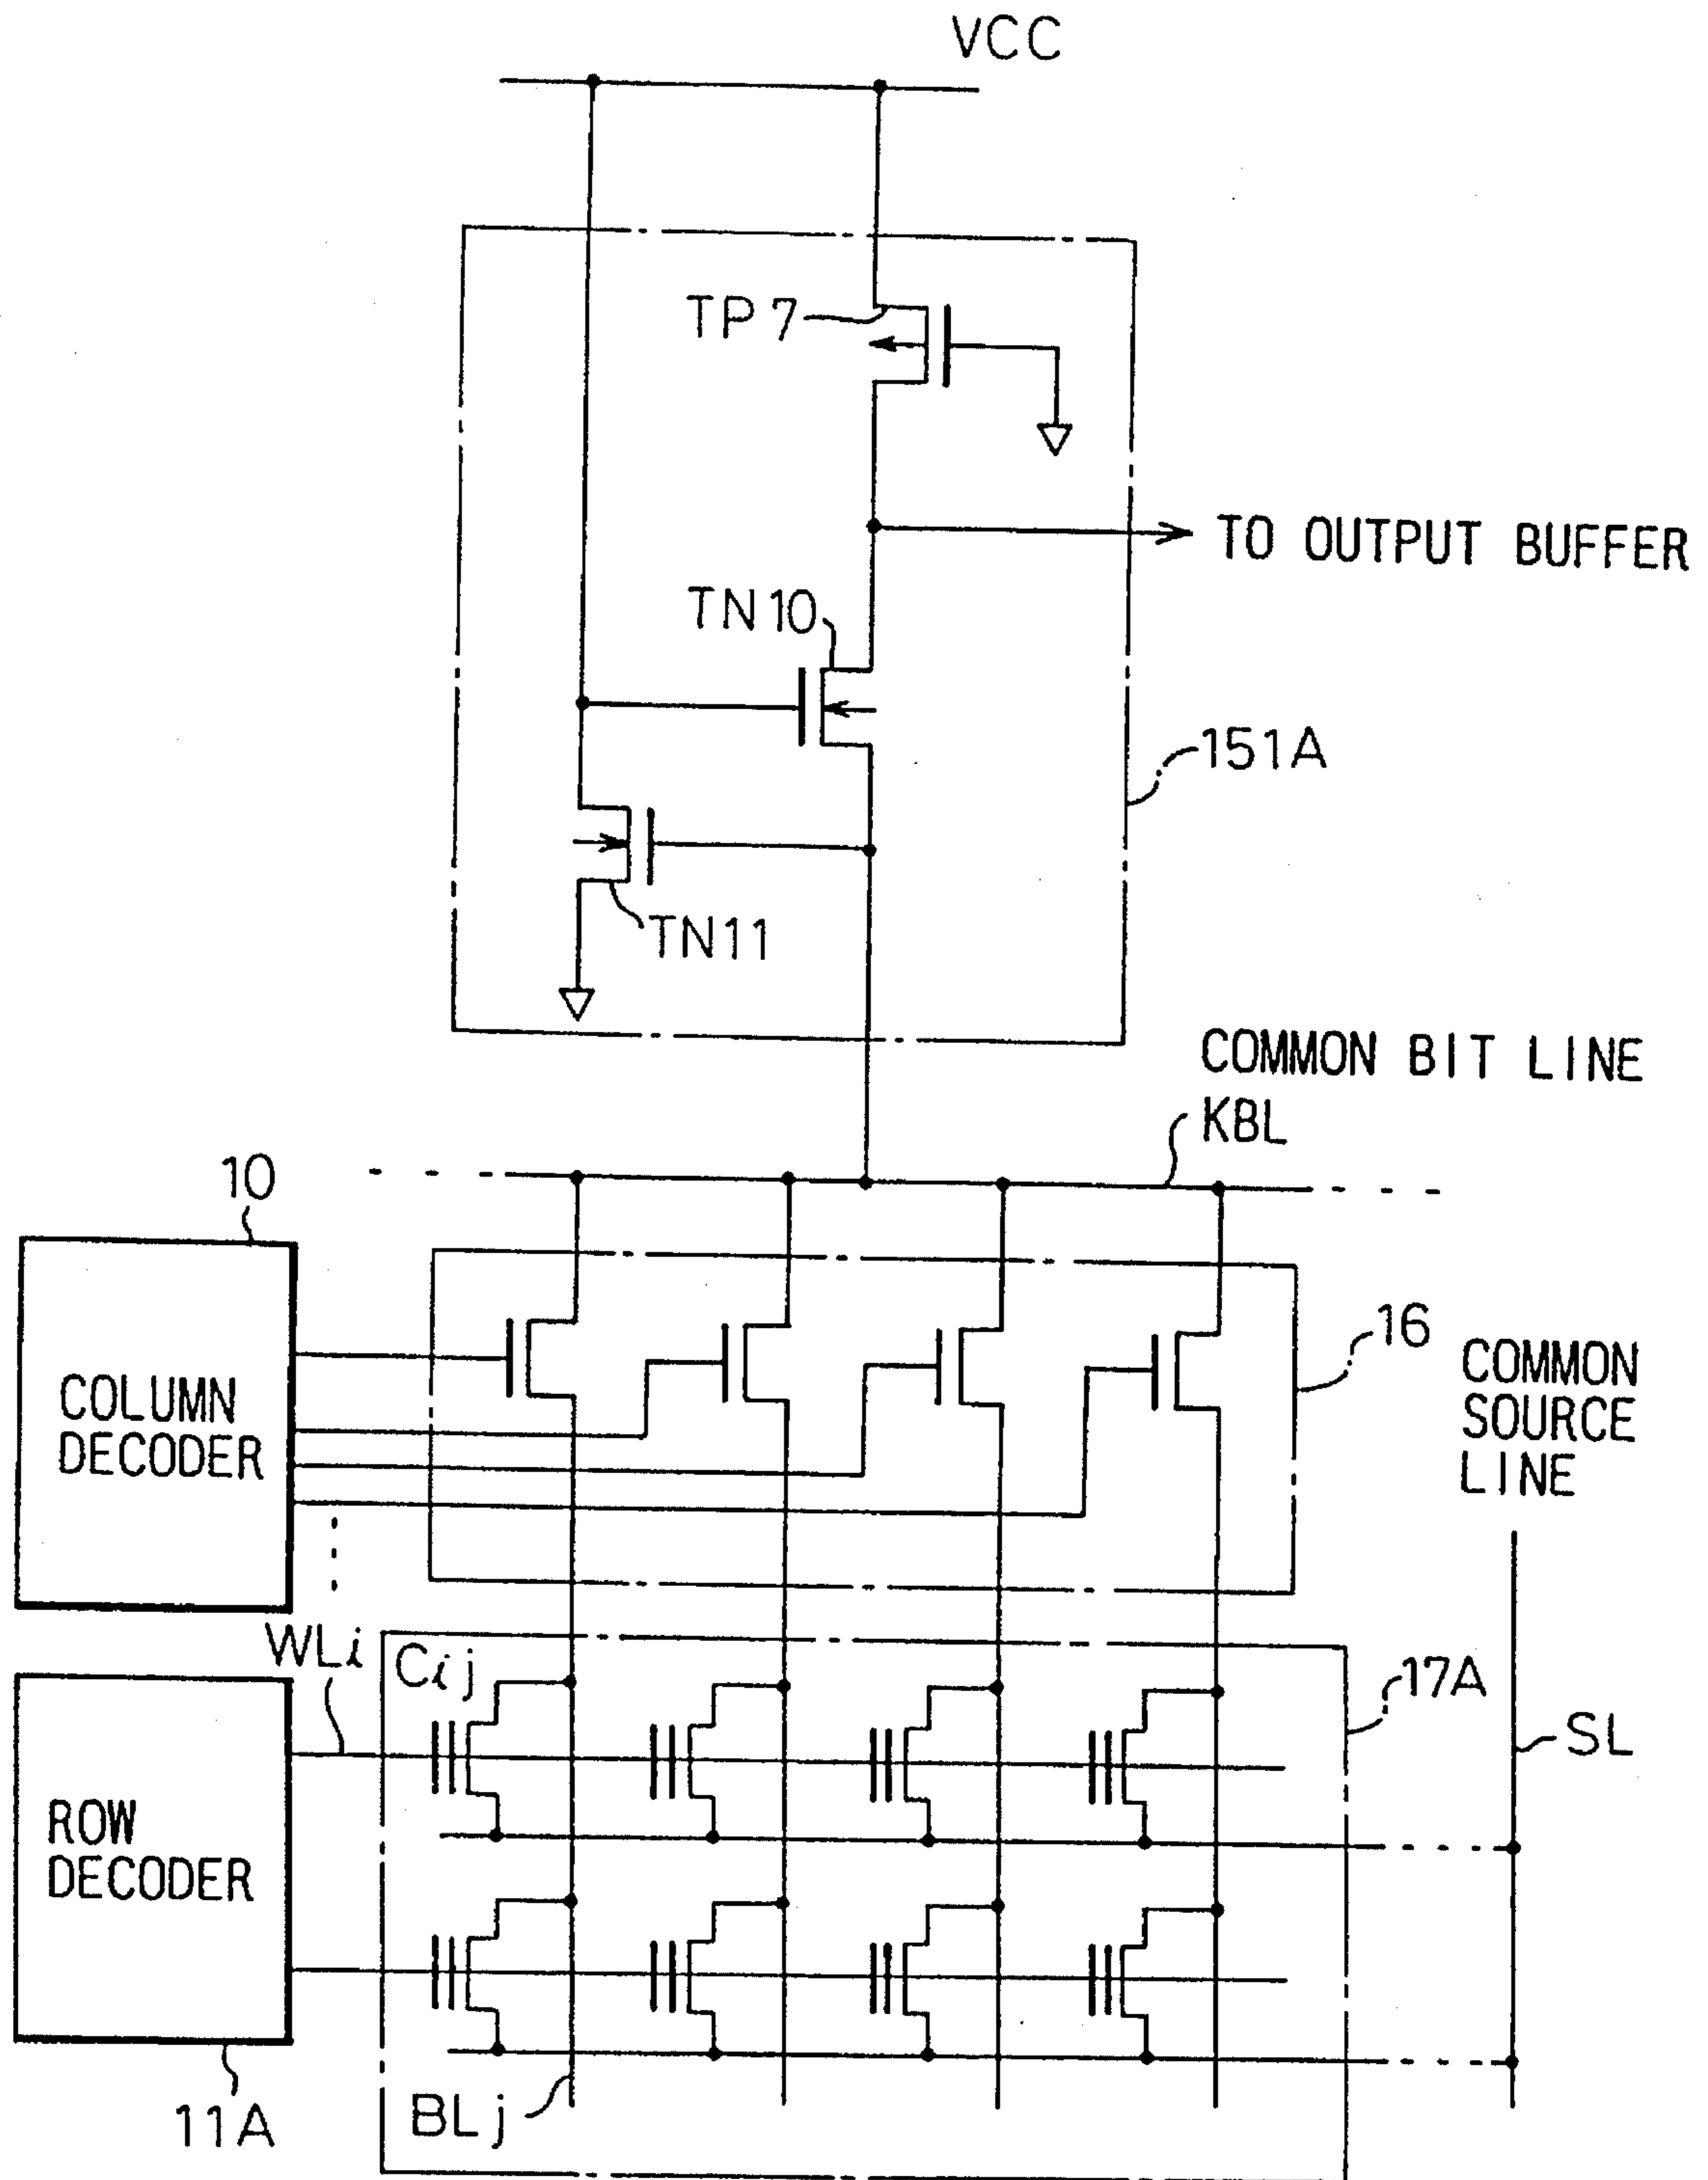 VCC
TP7
TO OUTPUT BUFFER
TN10
151A
TN11
COMMON BIT LINE
KBL
10
COLUMN
DECODER
16
COMMON
SOURCE
LINE
WLi
Cij
17A
SL
ROW
DECODER
11A
BLj